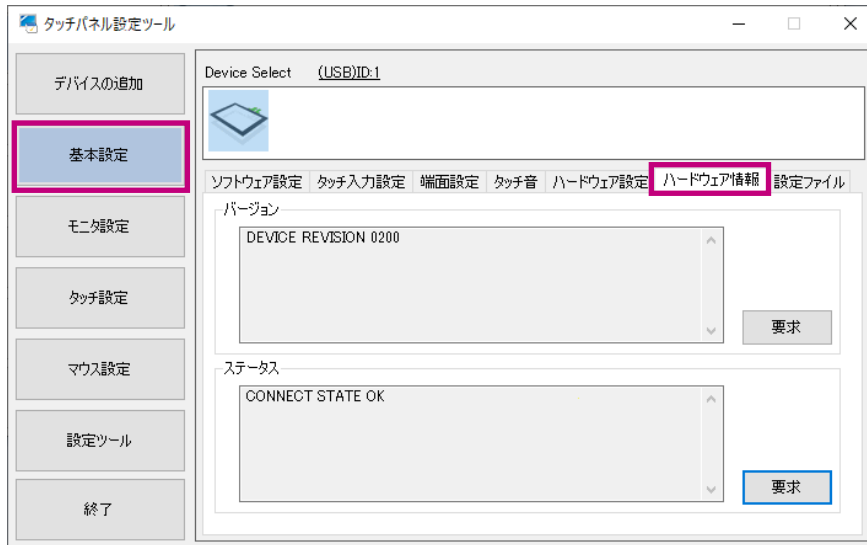 タッチパネル設定ツール
デバイスの追加
基本設定
モニタ設定
タッチ設定
マウス設定
設定ツール
終了
Device Select (USB)ID:1
ソフトウェア設定 タッチ入力設定 端面設定 タッチ音 ハードウェア設定 ハードウェア情報 設定ファイル
バージョン
DEVICE REVISION 0200
要求
ステータス
CONNECT STATE OK
要求